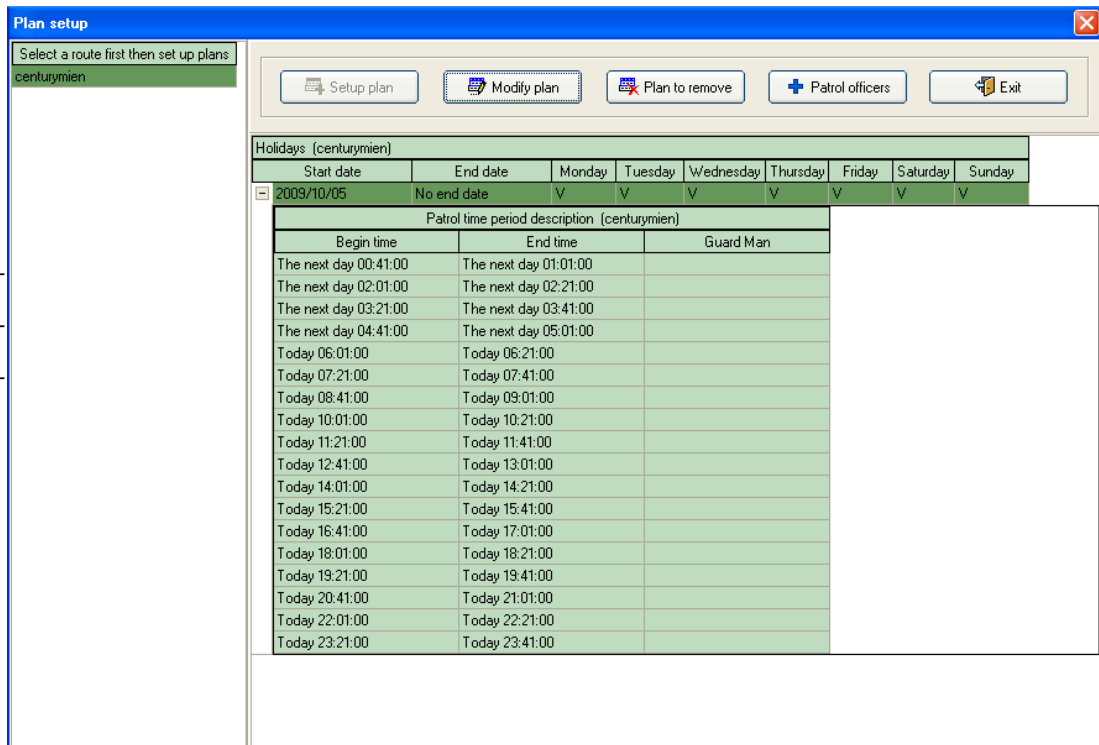 Plan setup
Select a route first then set up plans
centurymien
Setup plan Modify plan Plan to remove Patrol officers Exit
Holidays (centurymien)
Start date End date Monday Tuesday Wednesday Thursday Friday Saturday Sunday
2009/10/05 No end date V V V V V V V
Patrol time period description (centurymien)
Begin time End time Guard Man
The next day 00:41:00 The next day 01:01:00
The next day 02:01:00 The next day 02:21:00
The next day 03:21:00 The next day 03:41:00
The next day 04:41:00 The next day 05:01:00
Today 06:01:00 Today 06:21:00
Today 07:21:00 Today 07:41:00
Today 08:41:00 Today 09:01:00
Today 10:01:00 Today 10:21:00
Today 11:21:00 Today 11:41:00
Today 12:41:00 Today 13:01:00
Today 14:01:00 Today 14:21:00
Today 15:21:00 Today 15:41:00
Today 16:41:00 Today 17:01:00
Today 18:01:00 Today 18:21:00
Today 19:21:00 Today 19:41:00
Today 20:41:00 Today 21:01:00
Today 22:01:00 Today 22:21:00
Today 23:21:00 Today 23:41:00